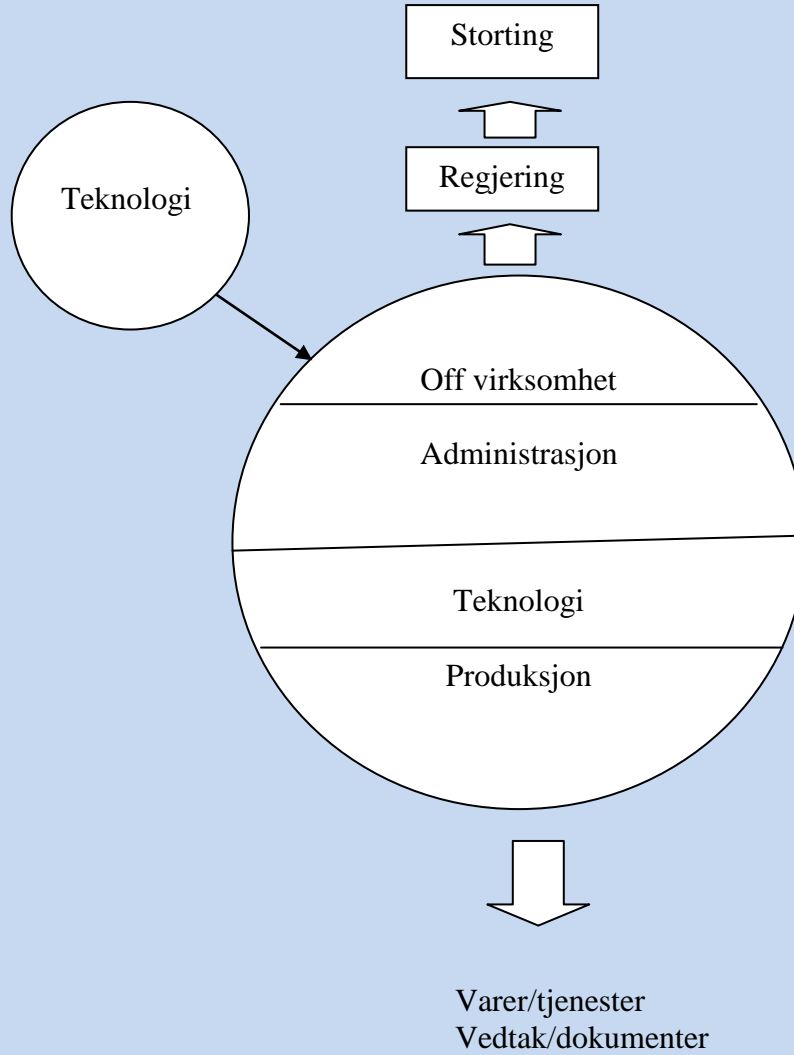 Storting
Regjering
Teknologi
Off virksomhet
Administrasjon
Teknologi
Produksjon
Varer/tjenester
Vedtak/dokumenter